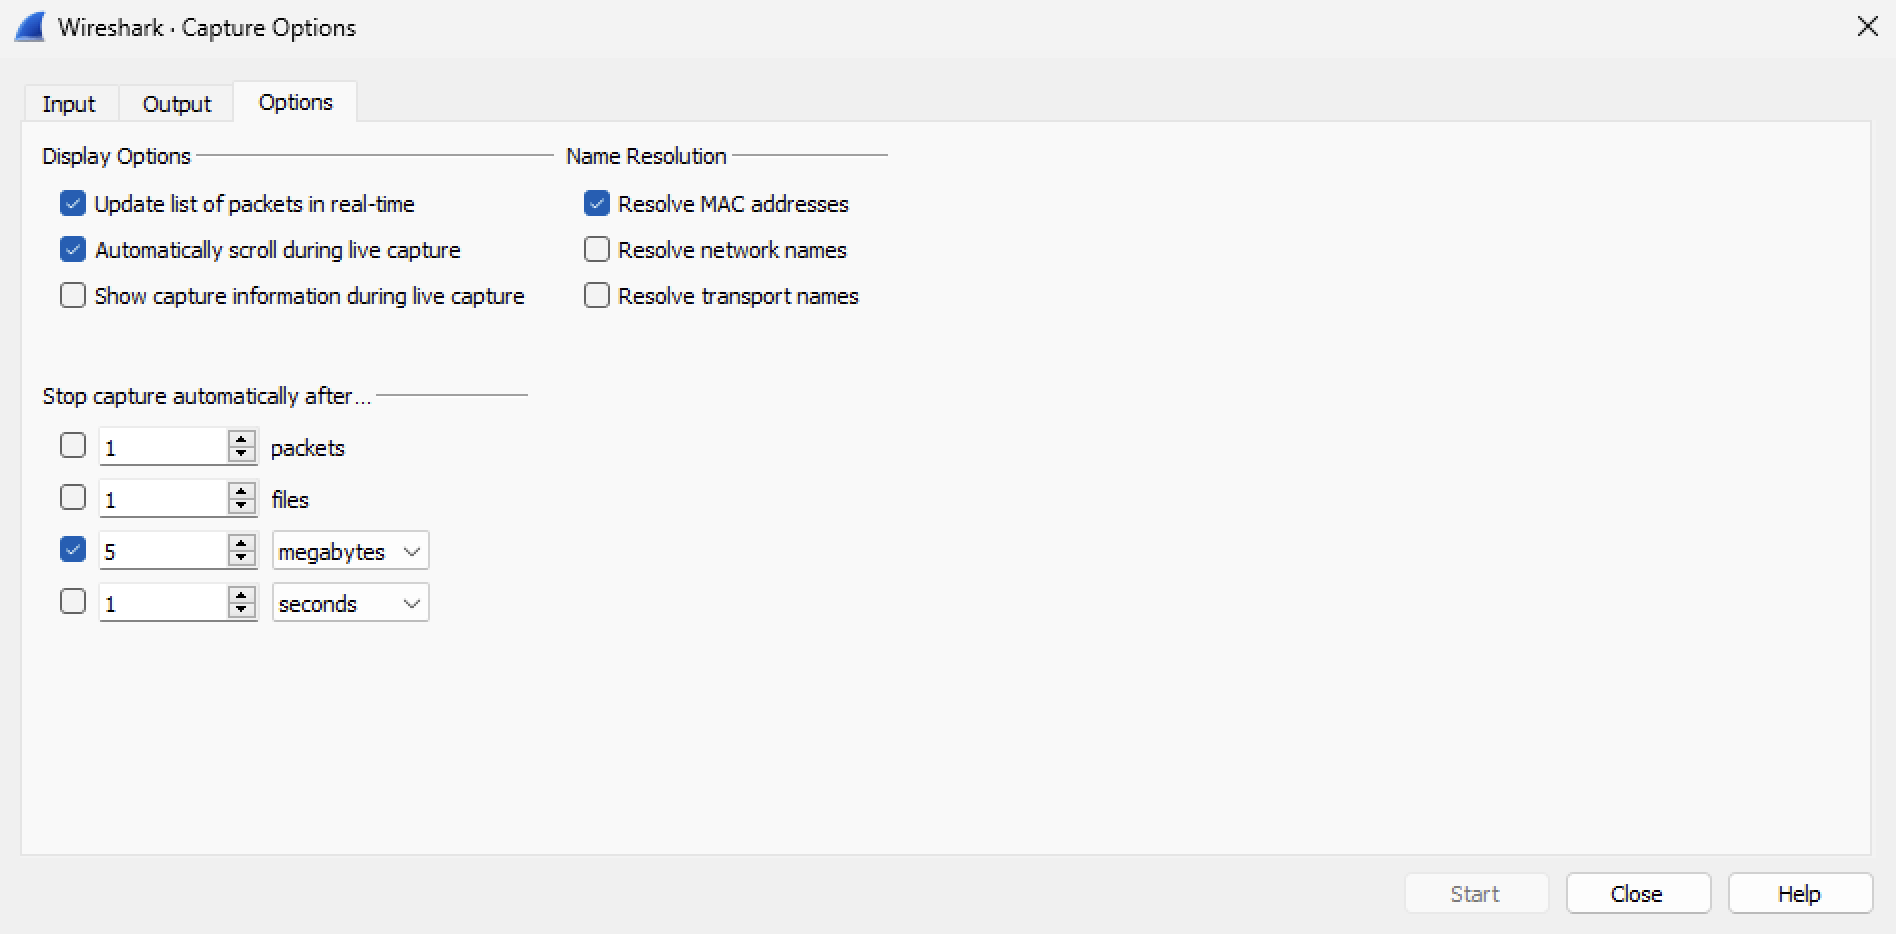 Wireshark · Capture Options
Input Output Options
Display Options
Update list of packets in real-time
Automatically scroll during live capture
Show capture information during live capture
Name Resolution
Resolve MAC addresses
Resolve network names
Resolve transport names
Stop capture automatically after...
1 packets
1 files
5 megabytes
1 seconds
Start Close Help